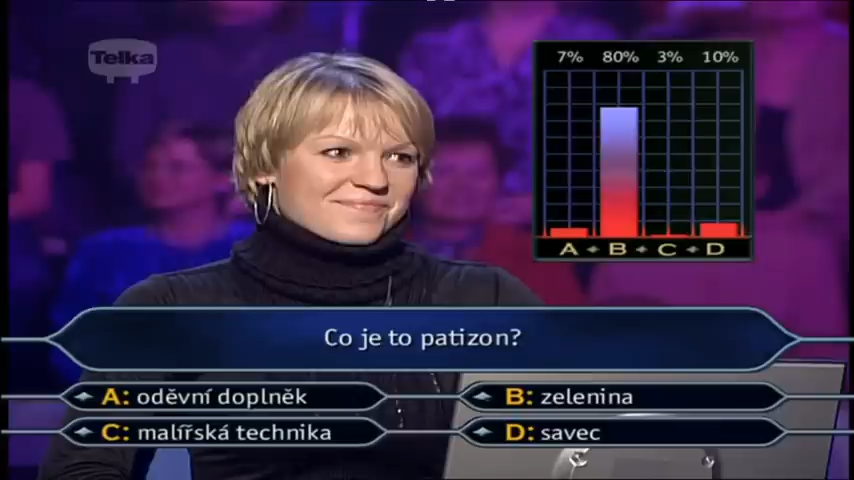 Telka
7% 80% 3% 10%
A B C D
Co je to patizon?
A: oděvní doplněk
B: zelenina
C: malířská technika
D: savec